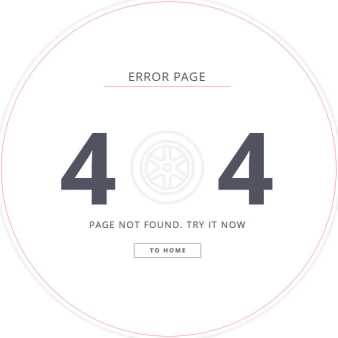 ERROR PAGE
4 4
PAGE NOT FOUND. TRY IT NOW
TO HOME